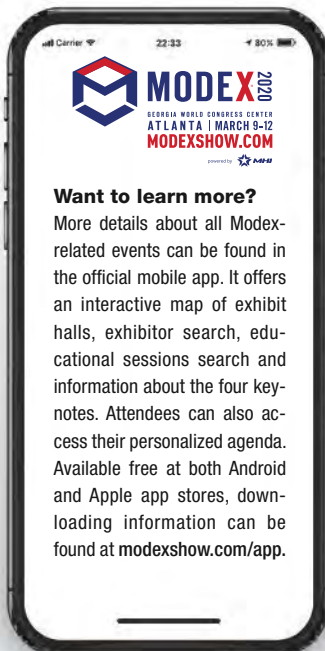 Carrier 22:33 80%
MODEX 2020
GEORGIA WORLD CONGRESS CENTER
ATLANTA | MARCH 9-12
MODEXSHOW.COM
powered by MHI
Want to learn more?
More details about all Modex-
related events can be found in
the official mobile app. It offers
an interactive map of exhibit
halls, exhibitor search, edu-
cational sessions search and
information about the four key-
notes. Attendees can also ac-
cess their personalized agenda.
Available free at both Android
and Apple app stores, down-
loading information can be
found at modexshow.com/app.